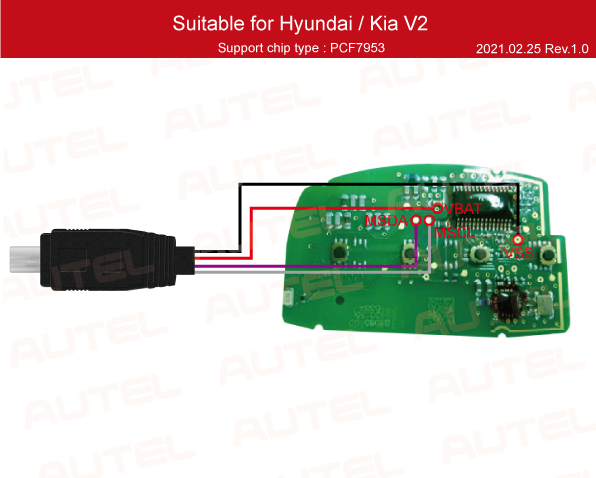 Suitable for Hyundai / Kia V2
Support chip type : PCF7953
2021.02.25 Rev.1.0
AUTEL
VBAT
MSDA
VSS